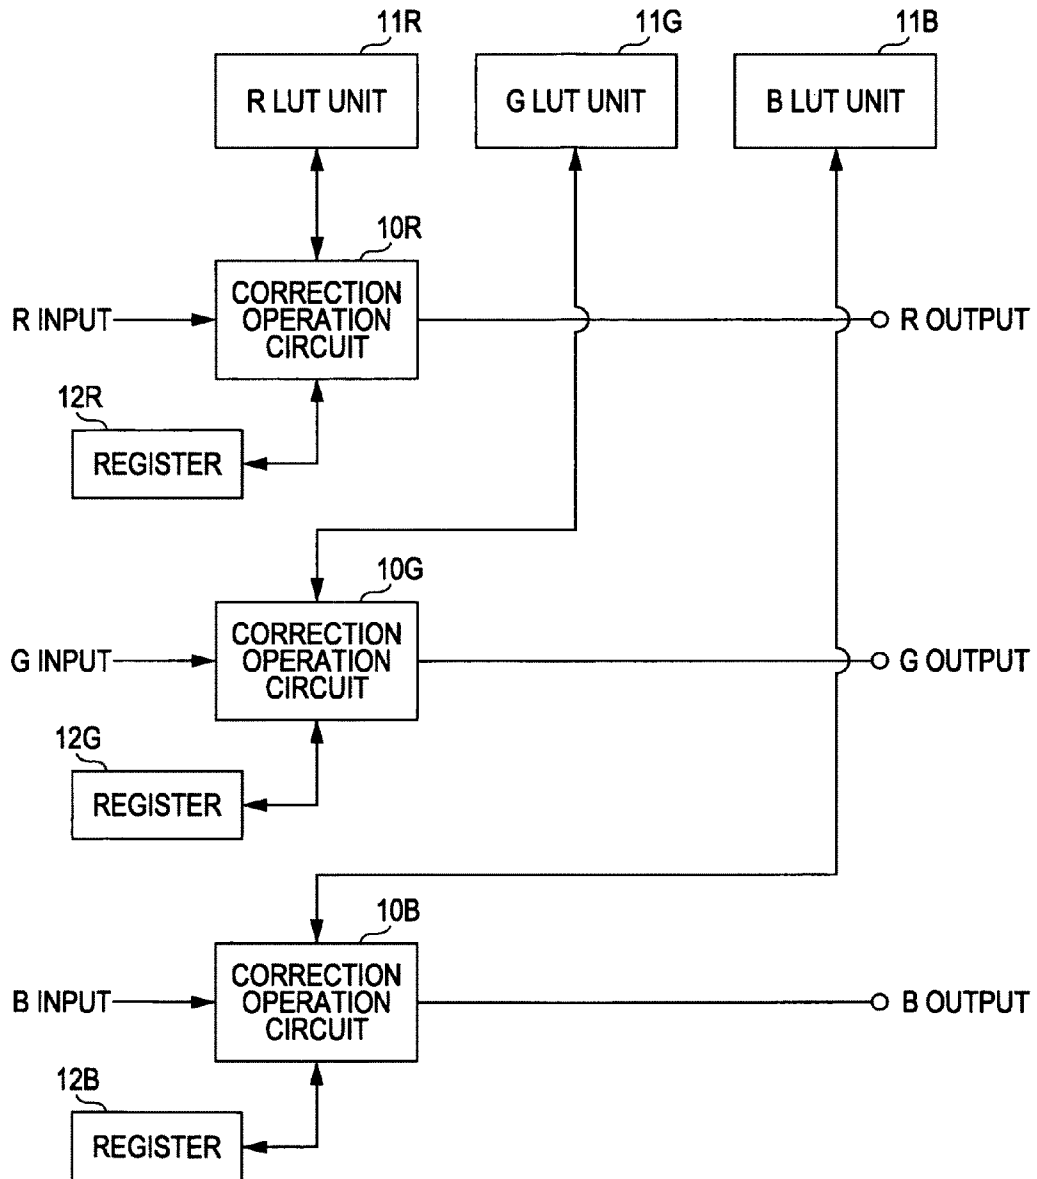 11R
11G
11B
R LUT UNIT
G LUT UNIT
B LUT UNIT
10R
R INPUT
CORRECTION
OPERATION
CIRCUIT
R OUTPUT
12R
REGISTER
10G
G INPUT
CORRECTION
OPERATION
CIRCUIT
G OUTPUT
12G
REGISTER
10B
B INPUT
CORRECTION
OPERATION
CIRCUIT
B OUTPUT
12B
REGISTER